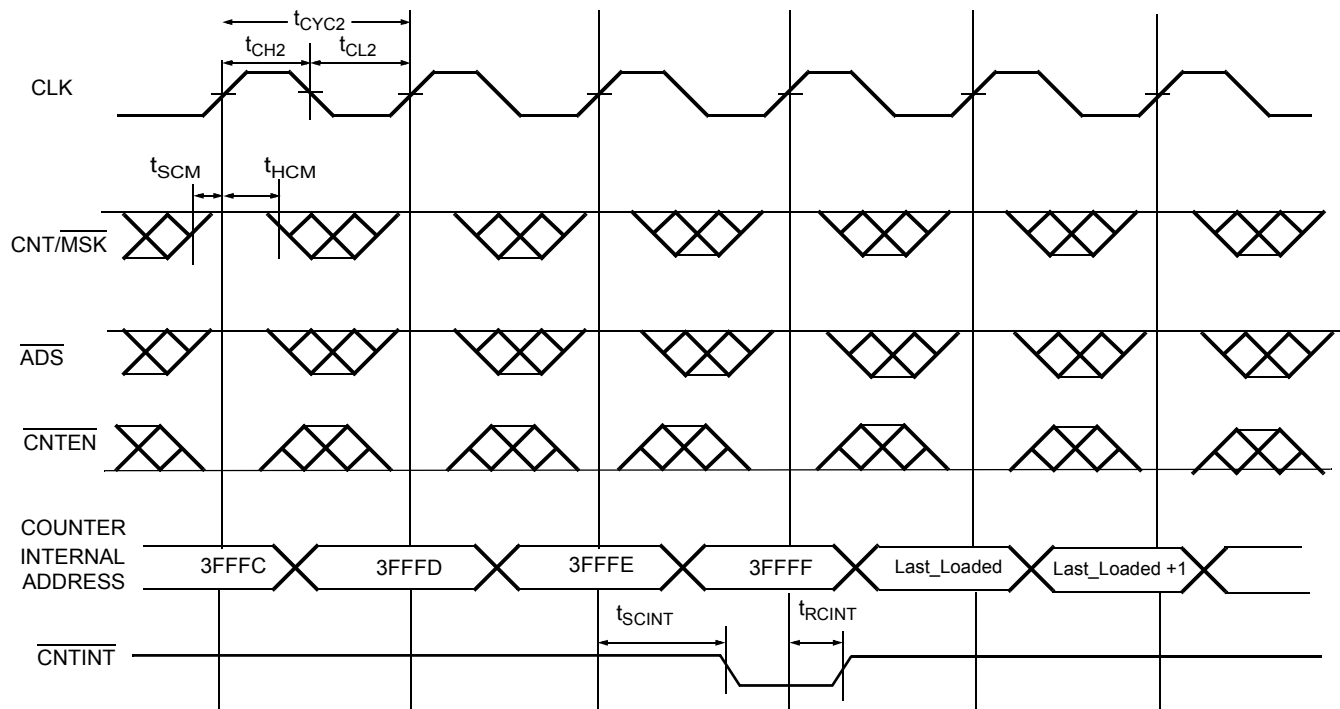 tCYC2
tCH2 tCL2
CLK
tSCM tHCM
CNT/MSK
ADS
CNTEN
COUNTER
INTERNAL
ADDRESS
3FFFC 3FFFD 3FFFE 3FFFF Last_Loaded Last_Loaded +1
tSCINT tRCINT
CNTINT